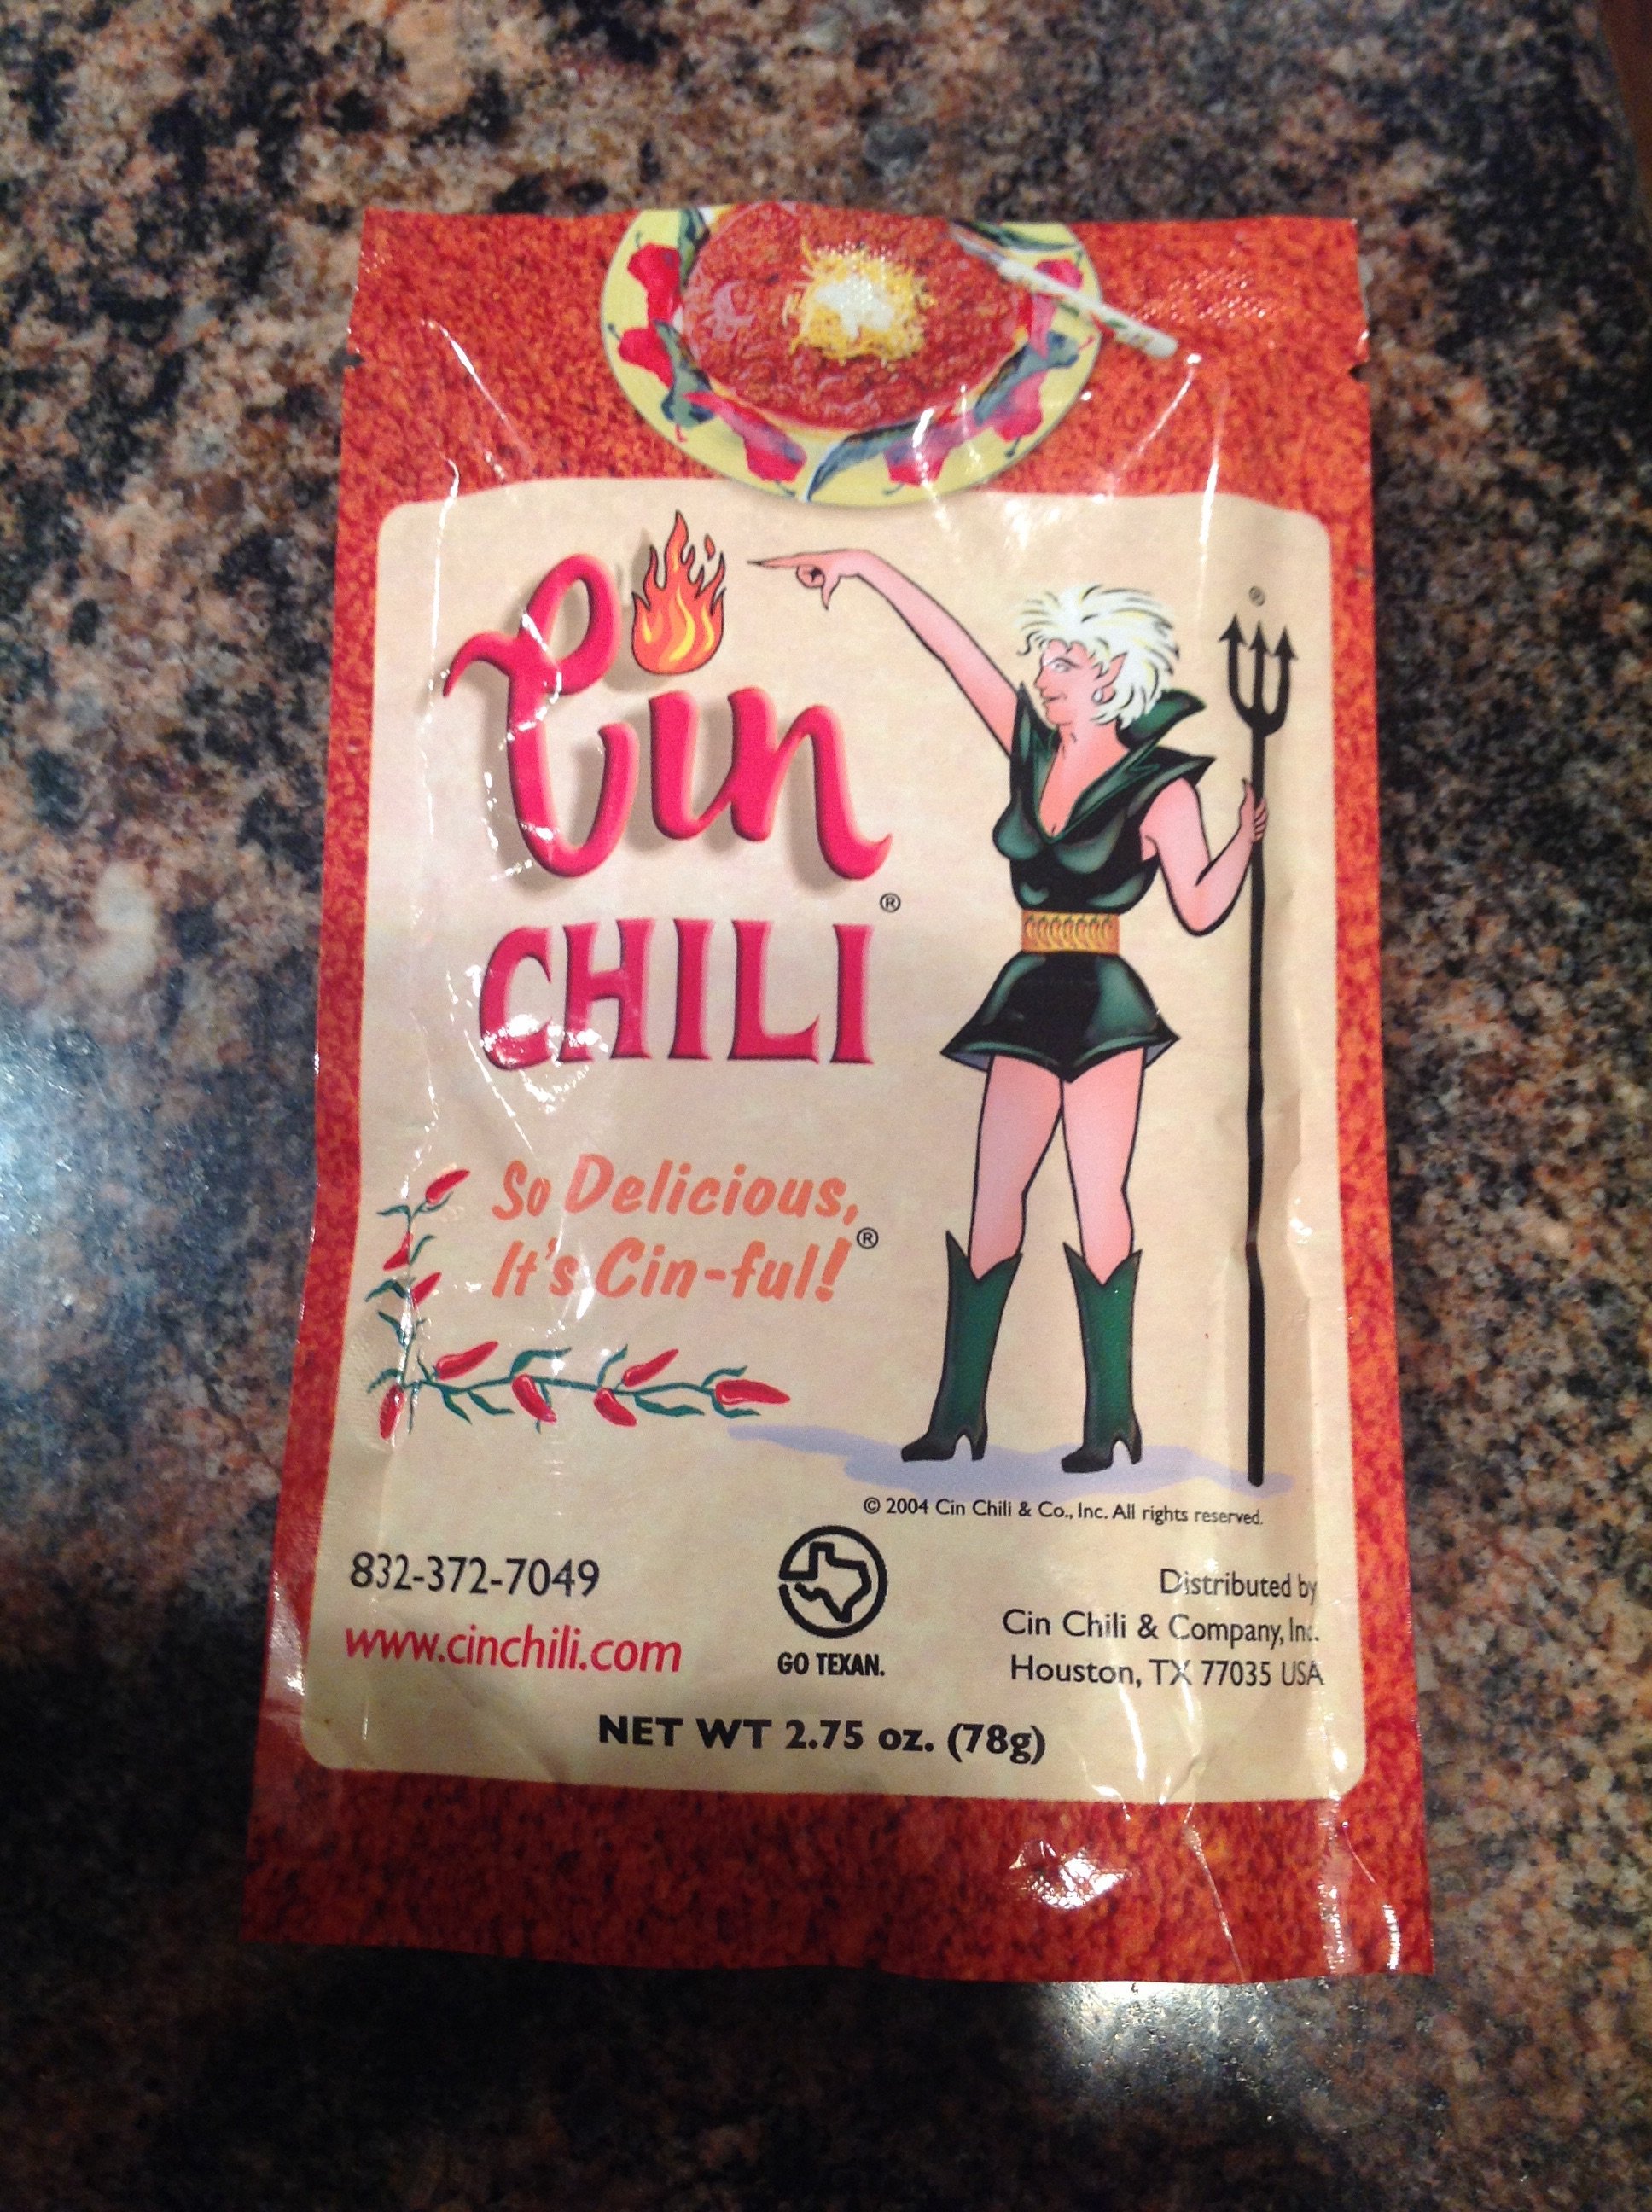 Cin
CHILI®
®
So Delicious,
It's Cin-ful!®
© 2004 Cin Chili & Co., Inc. All rights reserved.
832-372-7049
www.cinchili.com
GO TEXAN.
Distributed by
Cin Chili & Company, Inc.
Houston, TX 77035 USA
NET WT 2.75 oz. (78g)